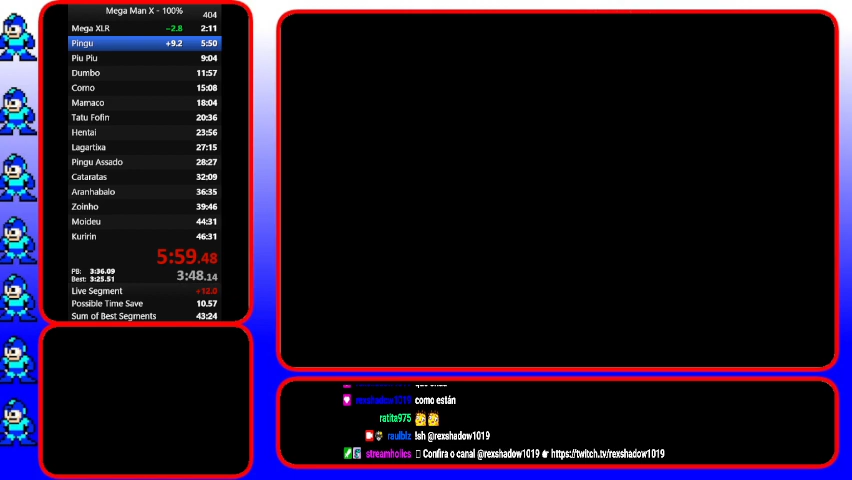 Mega Man X - 100%
404
Mega XLR −2.8 2:11
Pingu +9.2 5:50
Piu Piu 9:04
Dumbo 11:57
Corno 15:08
Mamaco 18:04
Tatu Fofin 20:36
Hentai 23:56
Lagartixa 27:15
Pingu Assado 28:27
Cataratas 32:09
Aranhabalo 36:35
Zoinho 39:46
Moideu 44:31
Kuririn 46:31
5:59.48
PB: 3:36.09
Best: 3:25.51
3:48.14
Live Segment +12.0
Possible Time Save 10.57
Sum of Best Segments 43:24
rexshadow1019 como están
ratita975
raulblz !sh @rexshadow1019
streamholics Confira o canal @rexshadow1019 https://twitch.tv/rexshadow1019